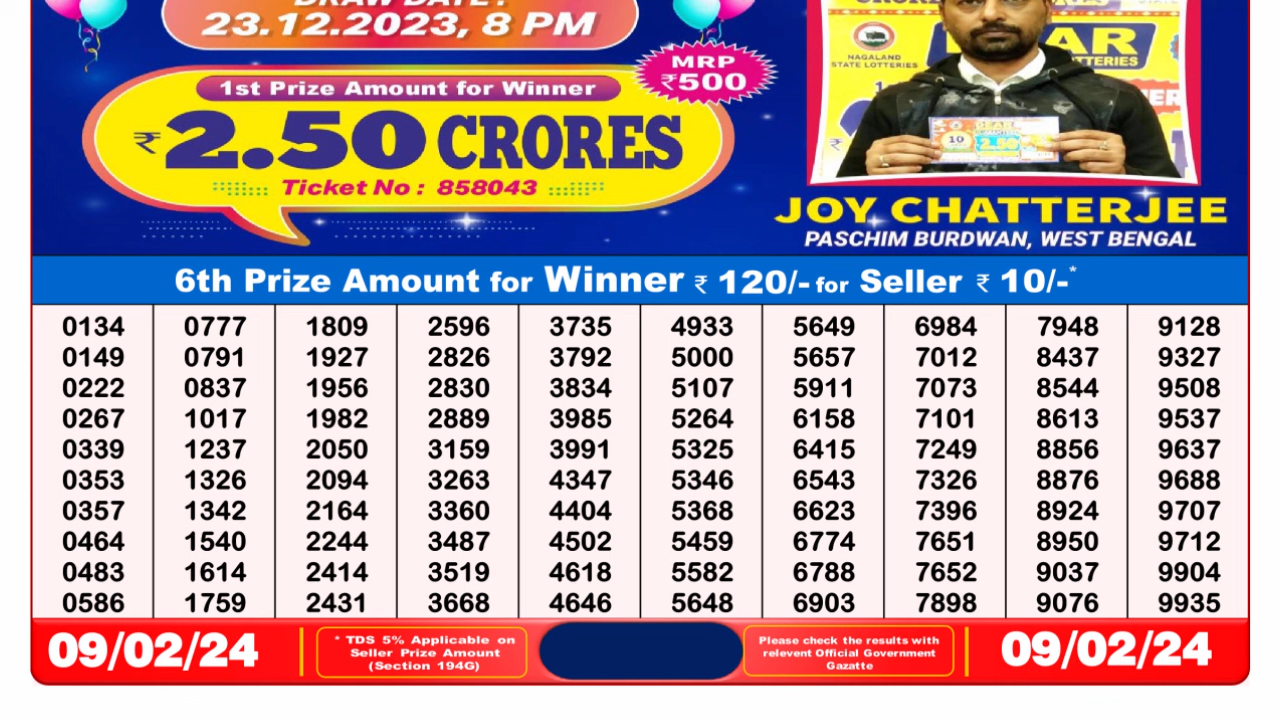 DRAW DATE :
23.12.2023, 8 PM
MRP
₹500
1st Prize Amount for Winner
₹2.50 CRORES
Ticket No : 858043
CRORE
NAGALAND
STATE LOTTERIES
DEAR
LOTTERIES
10
2.50
₹
JOY CHATTERJEE
PASCHIM BURDWAN, WEST BENGAL
6th Prize Amount for Winner ₹ 120/- for Seller ₹ 10/-*
0134 0777 1809 2596 3735 4933 5649 6984 7948 9128
0149 0791 1927 2826 3792 5000 5657 7012 8437 9327
0222 0837 1956 2830 3834 5107 5911 7073 8544 9508
0267 1017 1982 2889 3985 5264 6158 7101 8613 9537
0339 1237 2050 3159 3991 5325 6415 7249 8856 9637
0353 1326 2094 3263 4347 5346 6543 7326 8876 9688
0357 1342 2164 3360 4404 5368 6623 7396 8924 9707
0464 1540 2244 3487 4502 5459 6774 7651 8950 9712
0483 1614 2414 3519 4618 5582 6788 7652 9037 9904
0586 1759 2431 3668 4646 5648 6903 7898 9076 9935
09/02/24
* TDS 5% Applicable on
Seller Prize Amount
(Section 194G)
Please check the results with
relevent Official Government
Gazatte
09/02/24